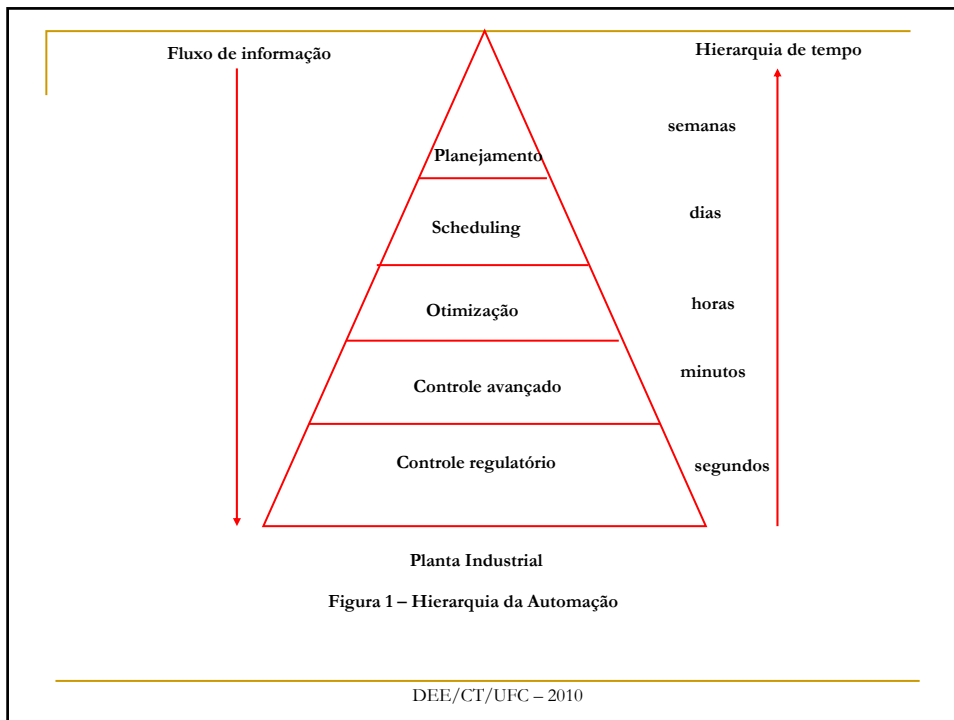 Fluxo de informação
Hierarquia de tempo
semanas
Planejamento
dias
Scheduling
horas
Otimização
minutos
Controle avançado
Controle regulatório
segundos
Planta Industrial
Figura 1 – Hierarquia da Automação
DEE/CT/UFC – 2010